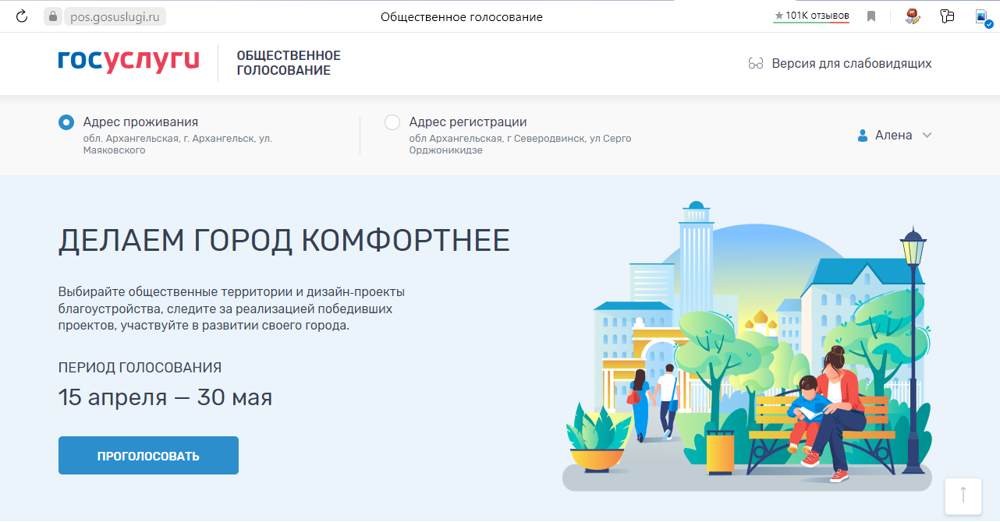 pos.gosuslugi.ru
Общественное голосование
101К отзывов
госуслуги
ОБЩЕСТВЕННОЕ
ГОЛОСОВАНИЕ
Версия для слабовидящих
Адрес проживания
обл. Архангельская, г. Архангельск, ул.
Маяковского
Адрес регистрации
обл Архангельская, г Северодвинск, ул Серго
Орджоникидзе
Алена
ДЕЛАЕМ ГОРОД КОМФОРТНЕЕ
Выбирайте общественные территории и дизайн-проекты
благоустройства, следите за реализацией победивших
проектов, участвуйте в развитии своего города.
ПЕРИОД ГОЛОСОВАНИЯ
15 апреля — 30 мая
ПРОГОЛОСОВАТЬ